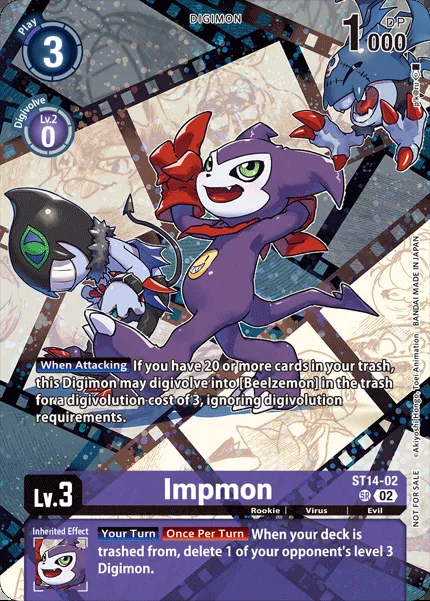 DIGIMON
Play
3
DP
1000
Digivolve
Lv.2
0
When Attacking If you have 20 or more cards in your trash,
this Digimon may digivolve into [Beelzemon] in the trash
for a digivolution cost of 3, ignoring digivolution
requirements.
©Akiyoshi Hongo, Toei Animation BANDAI MADE IN JAPAN
NOT FOR SALE
Lv.3
Impmon
ST14-02
SR 02
Rookie Virus Evil
Inherited Effect
Your Turn Once Per Turn When your deck is
trashed from, delete 1 of your opponent's level 3
Digimon.